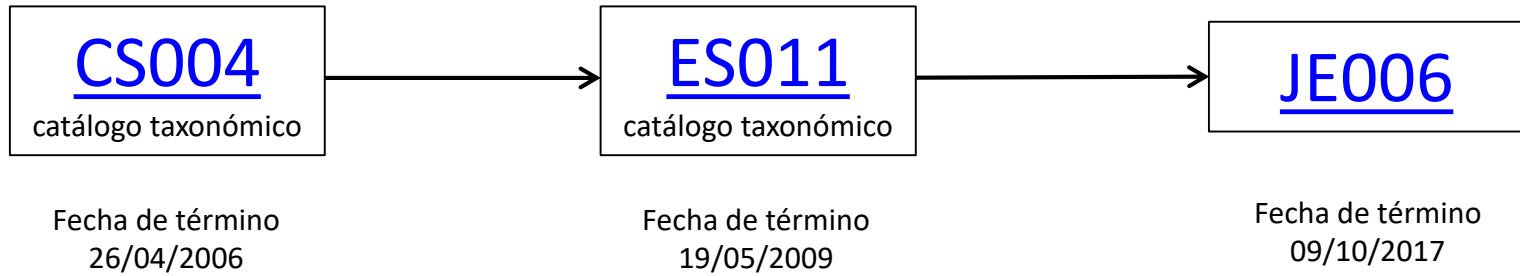 CS004
catálogo taxonómico
Fecha de término
26/04/2006
ES011
catálogo taxonómico
Fecha de término
19/05/2009
JE006
Fecha de término
09/10/2017